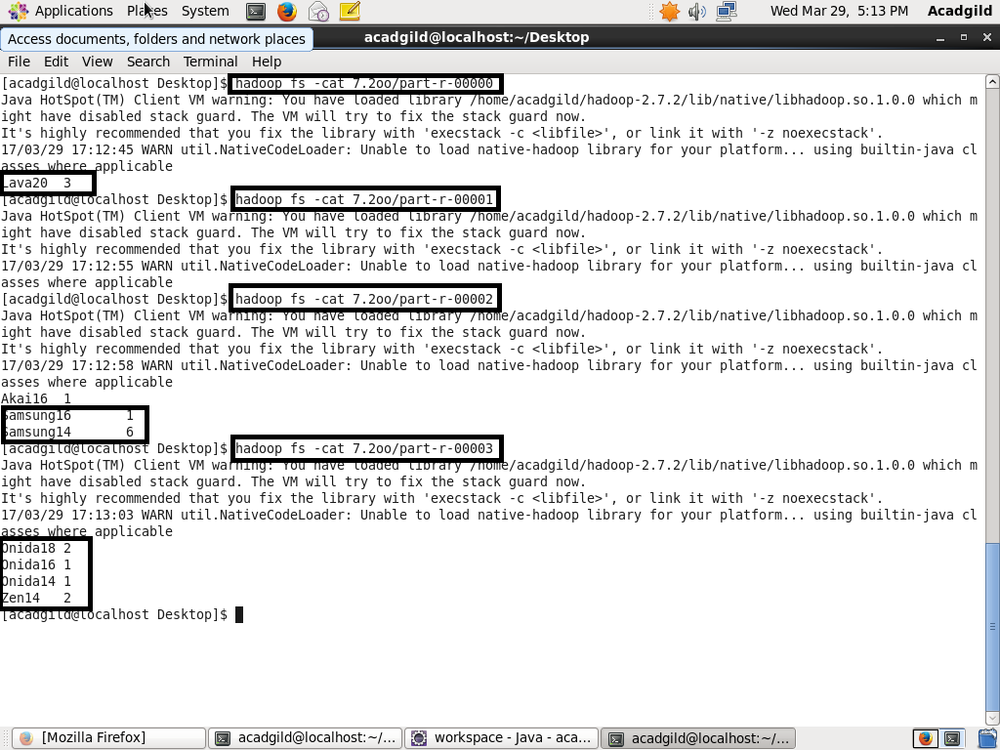 Applications Places System Wed Mar 29, 5:13 PM Acadgild
Access documents, folders and network places
acadgild@localhost:~/Desktop
File Edit View Search Terminal Help
[acadgild@localhost Desktop]$ hadoop fs -cat 7.2oo/part-r-00000
Java HotSpot(TM) Client VM warning: You have loaded library /home/acadgild/hadoop-2.7.2/lib/native/libhadoop.so.1.0.0 which m
ight have disabled stack guard. The VM will try to fix the stack guard now.
It's highly recommended that you fix the library with 'execstack -c <libfile>', or link it with '-z noexecstack'.
17/03/29 17:12:45 WARN util.NativeCodeLoader: Unable to load native-hadoop library for your platform... using builtin-java cl
asses where applicable
Lava20 3
[acadgild@localhost Desktop]$ hadoop fs -cat 7.2oo/part-r-00001
Java HotSpot(TM) Client VM warning: You have loaded library /home/acadgild/hadoop-2.7.2/lib/native/libhadoop.so.1.0.0 which m
ight have disabled stack guard. The VM will try to fix the stack guard now.
It's highly recommended that you fix the library with 'execstack -c <libfile>', or link it with '-z noexecstack'.
17/03/29 17:12:55 WARN util.NativeCodeLoader: Unable to load native-hadoop library for your platform... using builtin-java cl
asses where applicable
[acadgild@localhost Desktop]$ hadoop fs -cat 7.2oo/part-r-00002
Java HotSpot(TM) Client VM warning: You have loaded library /home/acadgild/hadoop-2.7.2/lib/native/libhadoop.so.1.0.0 which m
ight have disabled stack guard. The VM will try to fix the stack guard now.
It's highly recommended that you fix the library with 'execstack -c <libfile>', or link it with '-z noexecstack'.
17/03/29 17:12:58 WARN util.NativeCodeLoader: Unable to load native-hadoop library for your platform... using builtin-java cl
asses where applicable
Akai16 1
Samsung16 1
Samsung14 6
[acadgild@localhost Desktop]$ hadoop fs -cat 7.2oo/part-r-00003
Java HotSpot(TM) Client VM warning: You have loaded library /home/acadgild/hadoop-2.7.2/lib/native/libhadoop.so.1.0.0 which m
ight have disabled stack guard. The VM will try to fix the stack guard now.
It's highly recommended that you fix the library with 'execstack -c <libfile>', or link it with '-z noexecstack'.
17/03/29 17:13:03 WARN util.NativeCodeLoader: Unable to load native-hadoop library for your platform... using builtin-java cl
asses where applicable
Onida18 2
Onida16 1
Onida14 1
Zen14 2
[acadgild@localhost Desktop]$
[Mozilla Firefox] acadgild@localhost:~/... workspace - Java - aca... acadgild@localhost:~/...